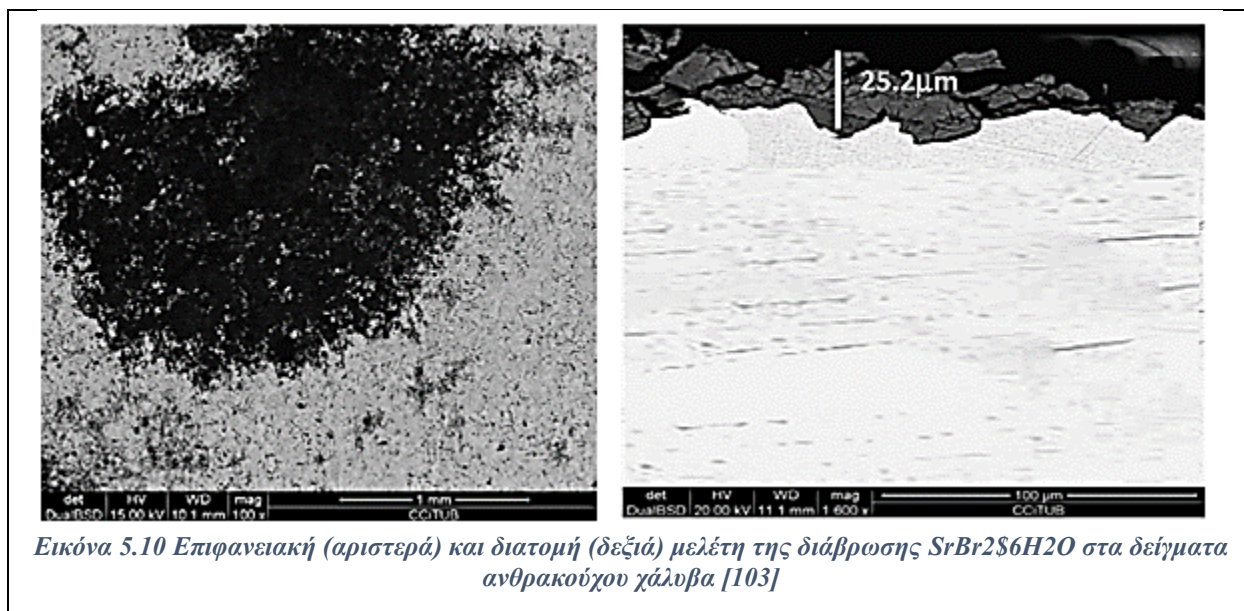 25.2µm
det HV WD mag 1 mm
DualBSD 15.00 kV 10.1 mm 100 x CCiTUB
det HV WD mag 100 µm
DualBSD 20.00 kV 11.1 mm 1 600 x CCiTUB
Εικόνα 5.10 Επιφανειακή (αριστερά) και διατομή (δεξιά) μελέτη της διάβρωσης SrBr2$6H2O στα δείγματα
ανθρακούχου χάλυβα [103]